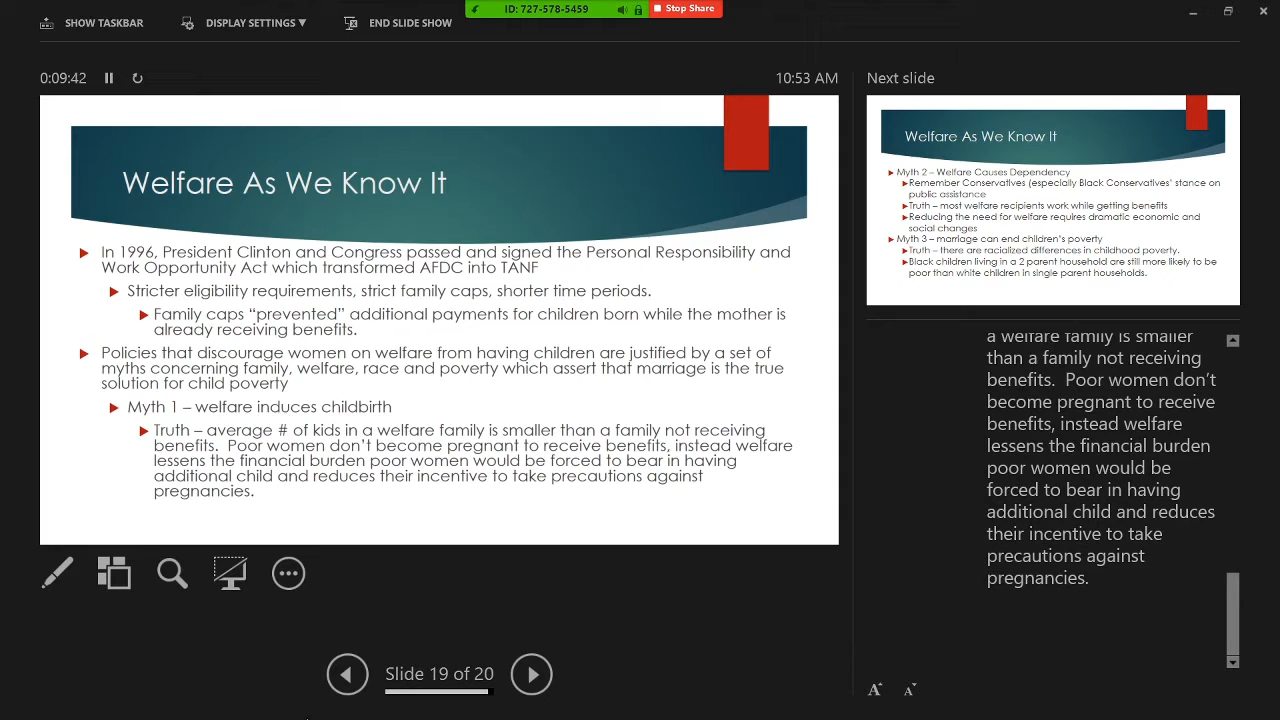 SHOW TASKBAR
DISPLAY SETTINGS ▼
END SLIDE SHOW
ID: 727-578-5459
Stop Share
0:09:42
10:53 AM
Welfare As We Know It
In 1996, President Clinton and Congress passed and signed the Personal Responsibility and
Work Opportunity Act which transformed AFDC into TANF
Stricter eligibility requirements, strict family caps, shorter time periods.
Family caps “prevented” additional payments for children born while the mother is
already receiving benefits.
Policies that discourage women on welfare from having children are justified by a set of
myths concerning family, welfare, race and poverty which assert that marriage is the true
solution for child poverty
Myth 1 – welfare induces childbirth
Truth – average # of kids in a welfare family is smaller than a family not receiving
benefits. Poor women don’t become pregnant to receive benefits, instead welfare
lessens the financial burden poor women would be forced to bear in having
additional child and reduces their incentive to take precautions against
pregnancies.
Slide 19 of 20
Next slide
Welfare As We Know It
Myth 2 – Welfare Causes Dependency
Remember Conservatives (especially Black Conservatives’ stance on
public assistance
Truth – most welfare recipients work while getting benefits
Reducing the need for welfare requires dramatic economic and
social changes
Myth 3 – marriage can end children’s poverty
Truth – there are racialized differences in childhood poverty.
Black children living in a 2 parent household are still more likely to be
poor than white children in single parent households.
a welfare family is smaller
than a family not receiving
benefits. Poor women don’t
become pregnant to receive
benefits, instead welfare
lessens the financial burden
poor women would be
forced to bear in having
additional child and reduces
their incentive to take
precautions against
pregnancies.
A A